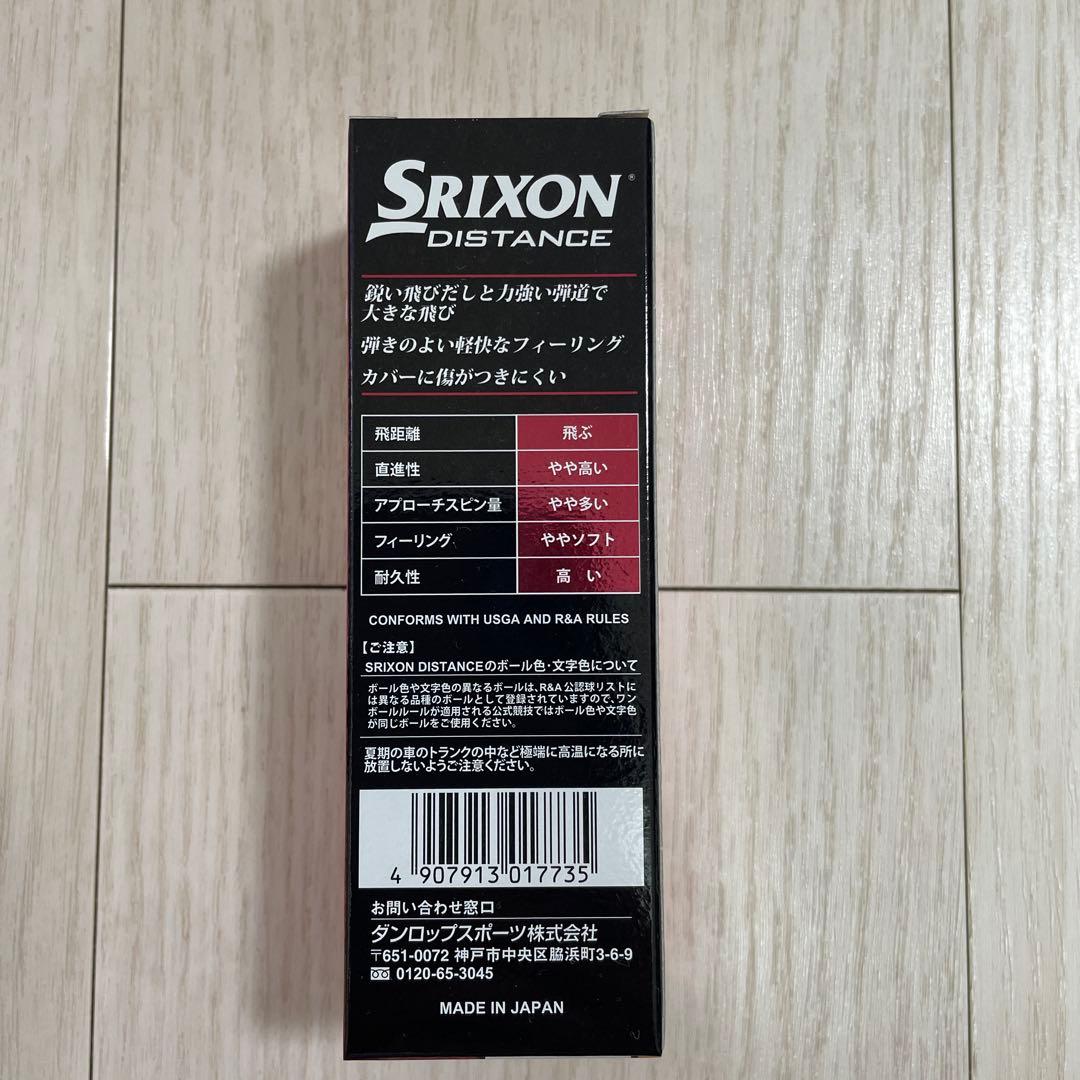 SRIXON®
DISTANCE
鋭い飛びだしと力強い弾道で
大きな飛び
弾きのよい軽快なフィーリング
カバーに傷がつきにくい
飛距離 飛ぶ
直進性 やや高い
アプローチスピン量 やや多い
フィーリング ややソフト
耐久性 高 い
CONFORMS WITH USGA AND R&A RULES
【ご注意】
SRIXON DISTANCEのボール色・文字色について
ボール色や文字色の異なるボールは、R&A公認球リストに
は異なる品種のボールとして登録されていますので、ワン
ボールルールが適用される公式競技ではボール色や文字色
が同じボールをご使用ください。
夏期の車のトランクの中など極端に高温になる所に
放置しないようご注意ください。
4 907913 017735
お問い合わせ窓口
ダンロップスポーツ株式会社
〒651-0072 神戸市中央区脇浜町3-6-9
0120-65-3045
MADE IN JAPAN